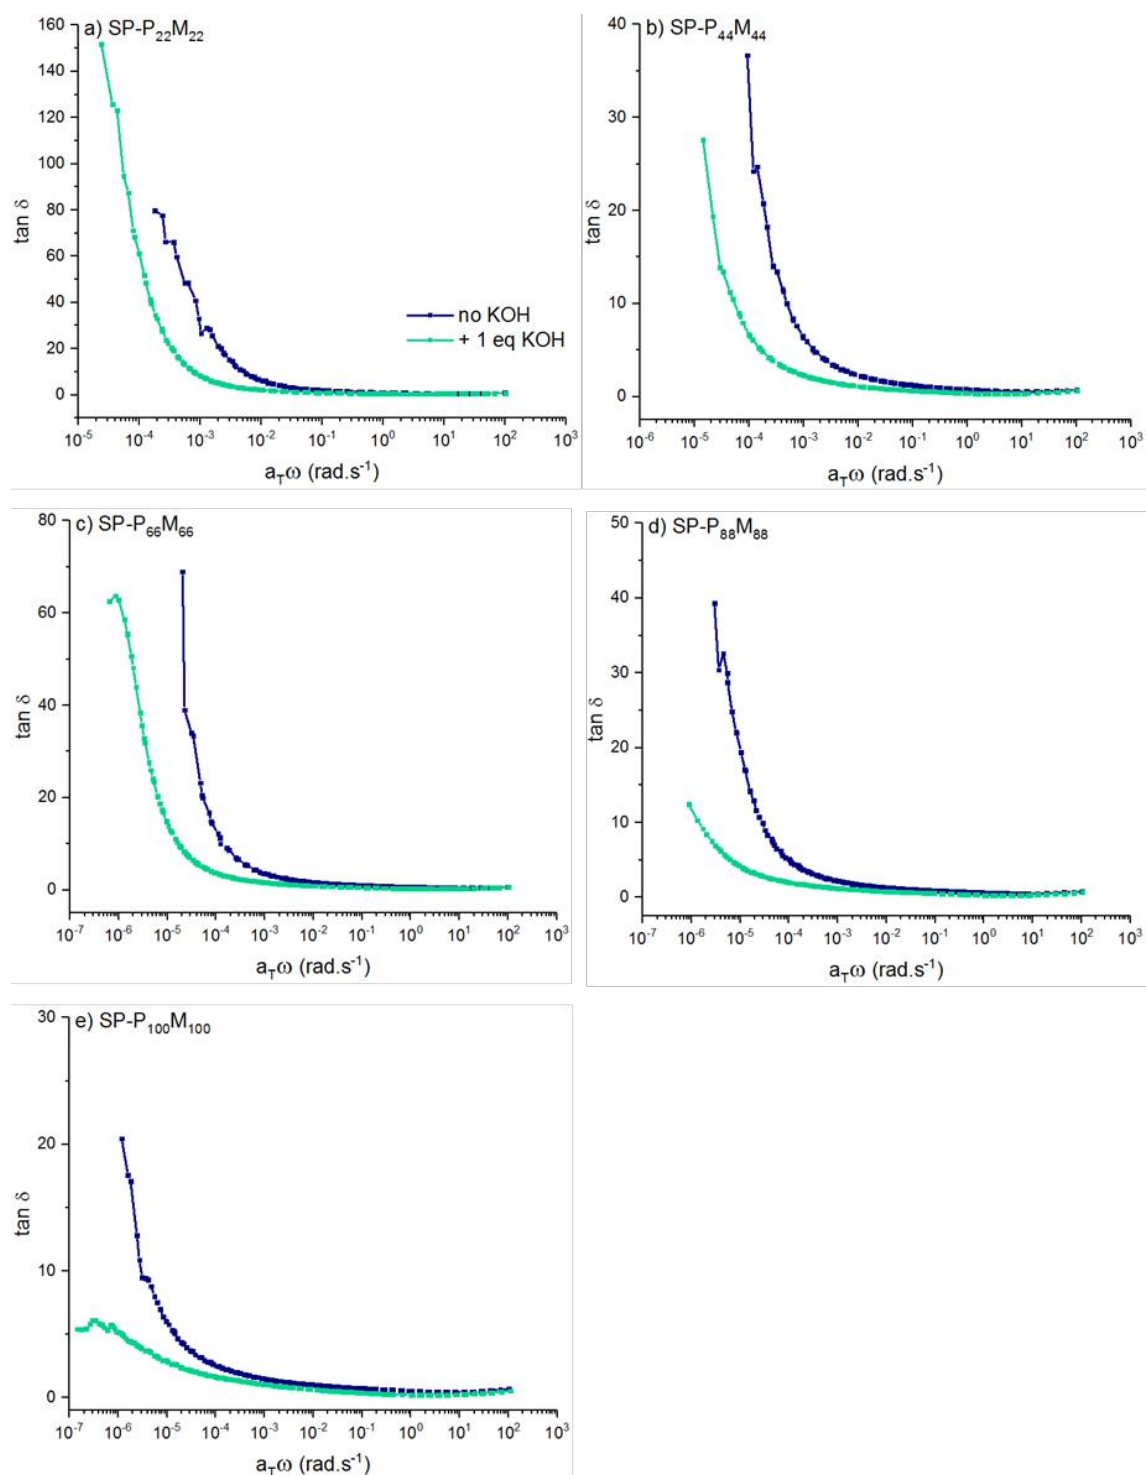 a) SP-P₂₂M₂₂
160
140
120
100
80
60
40
20
0
tan δ
no KOH
+ 1 eq KOH
10⁻⁵ 10⁻⁴ 10⁻³ 10⁻² 10⁻¹ 10⁰ 10¹ 10² 10³
a_Tω (rad.s⁻¹)
b) SP-P₄₄M₄₄
40
30
20
10
0
tan δ
10⁻⁶ 10⁻⁵ 10⁻⁴ 10⁻³ 10⁻² 10⁻¹ 10⁰ 10¹ 10² 10³
a_Tω (rad.s⁻¹)
c) SP-P₆₆M₆₆
80
60
40
20
0
tan δ
10⁻⁷ 10⁻⁶ 10⁻⁵ 10⁻⁴ 10⁻³ 10⁻² 10⁻¹ 10⁰ 10¹ 10² 10³
a_Tω (rad.s⁻¹)
d) SP-P₈₈M₈₈
50
40
30
20
10
0
tan δ
10⁻⁷ 10⁻⁶ 10⁻⁵ 10⁻⁴ 10⁻³ 10⁻² 10⁻¹ 10⁰ 10¹ 10² 10³
a_Tω (rad.s⁻¹)
e) SP-P₁₀₀M₁₀₀
30
20
10
0
tan δ
10⁻⁷ 10⁻⁶ 10⁻⁵ 10⁻⁴ 10⁻³ 10⁻² 10⁻¹ 10⁰ 10¹ 10² 10³
a_Tω (rad.s⁻¹)